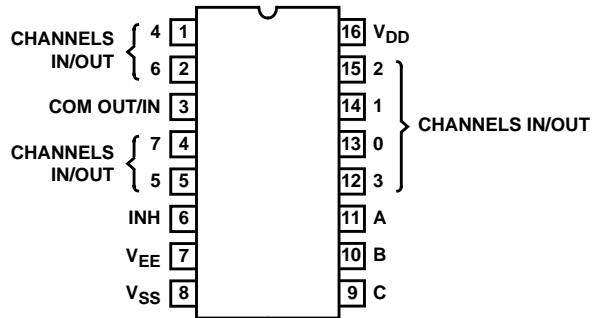 CHANNELS IN/OUT
4 1
6 2
COM OUT/IN 3
CHANNELS IN/OUT
7 4
5 5
INH 6
VEE 7
VSS 8
16 VDD
15 2
14 1
13 0
12 3
CHANNELS IN/OUT
11 A
10 B
9 C